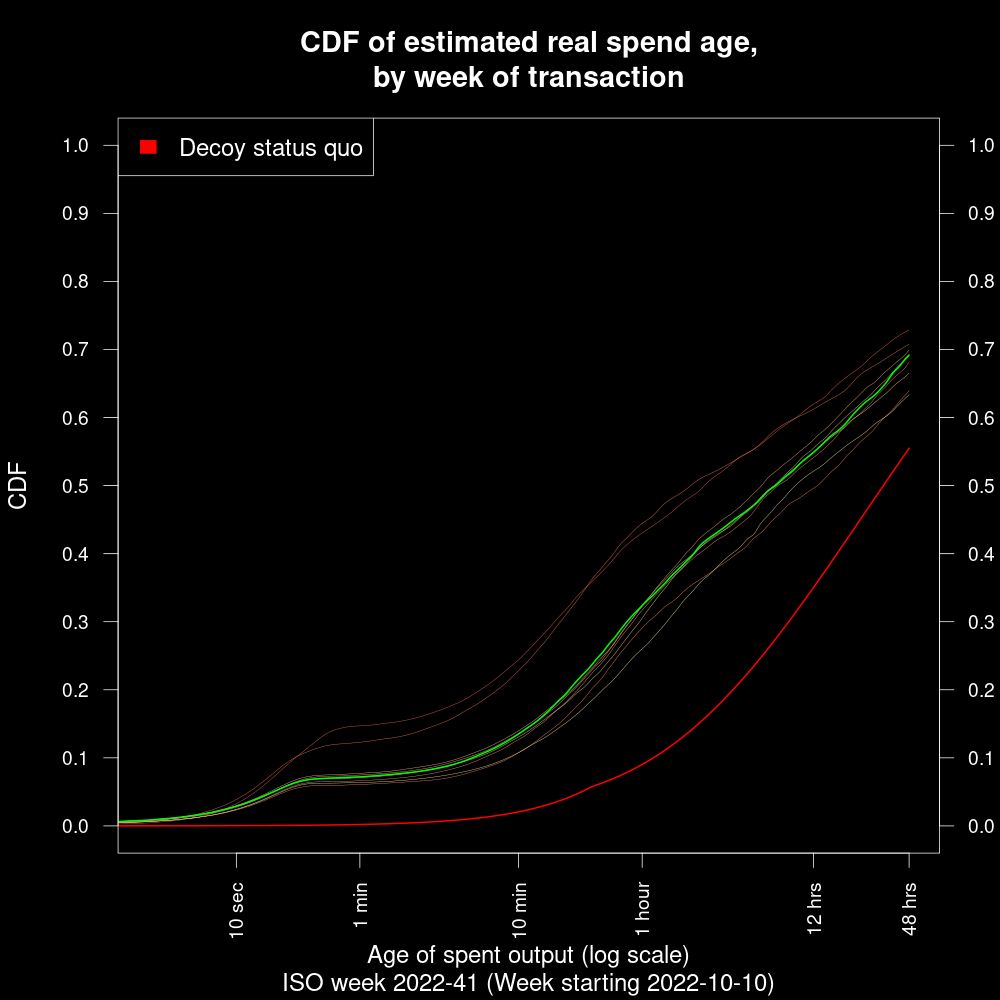 CDF of estimated real spend age,
by week of transaction
Decoy status quo
1.0
0.9
0.8
0.7
0.6
0.5
0.4
0.3
0.2
0.1
0.0
1.0
0.9
0.8
0.7
0.6
0.5
0.4
0.3
0.2
0.1
0.0
CDF
10 sec
1 min
10 min
1 hour
12 hrs
48 hrs
Age of spent output (log scale)
ISO week 2022-41 (Week starting 2022-10-10)